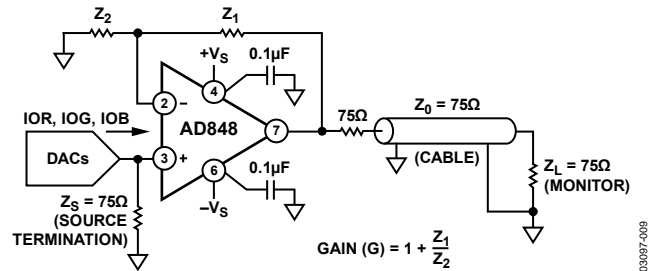 Z2
Z1
+VS
0.1µF
4
2
–
IOR, IOG, IOB
AD848
7
75Ω
Z0 = 75Ω
DACs
3
+
(CABLE)
6
0.1µF
ZL = 75Ω
(MONITOR)
ZS = 75Ω
(SOURCE
TERMINATION)
–VS
GAIN (G) = 1 + Z1/Z2
03097-009